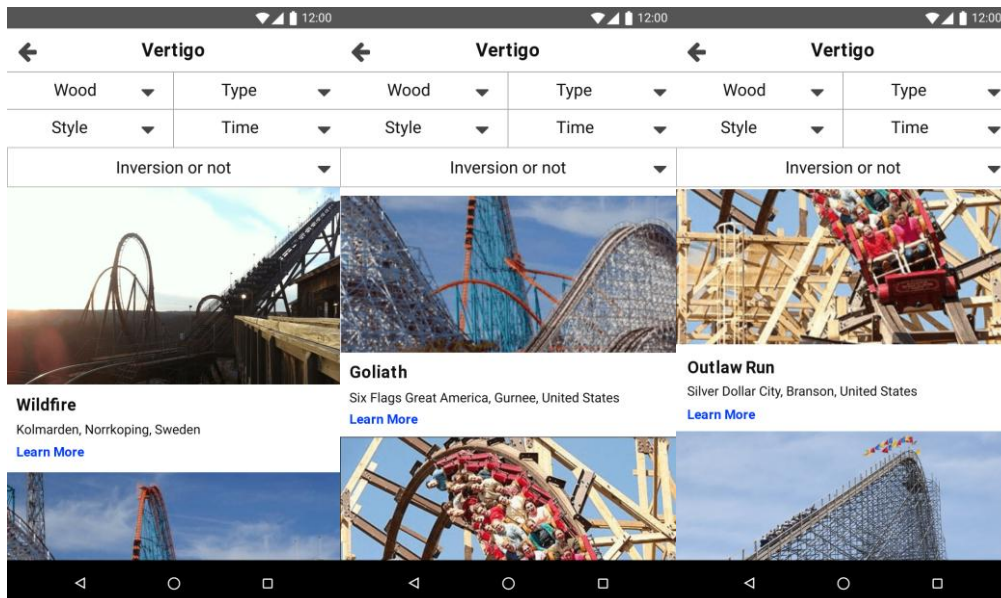 12:00
Vertigo
Wood
Type
Style
Time
Inversion or not
Wildfire
Kolmarden, Norrkoping, Sweden
Learn More
12:00
Vertigo
Wood
Type
Style
Time
Inversion or not
Goliath
Six Flags Great America, Gurnee, United States
Learn More
12:00
Vertigo
Wood
Type
Style
Time
Inversion or not
Outlaw Run
Silver Dollar City, Branson, United States
Learn More